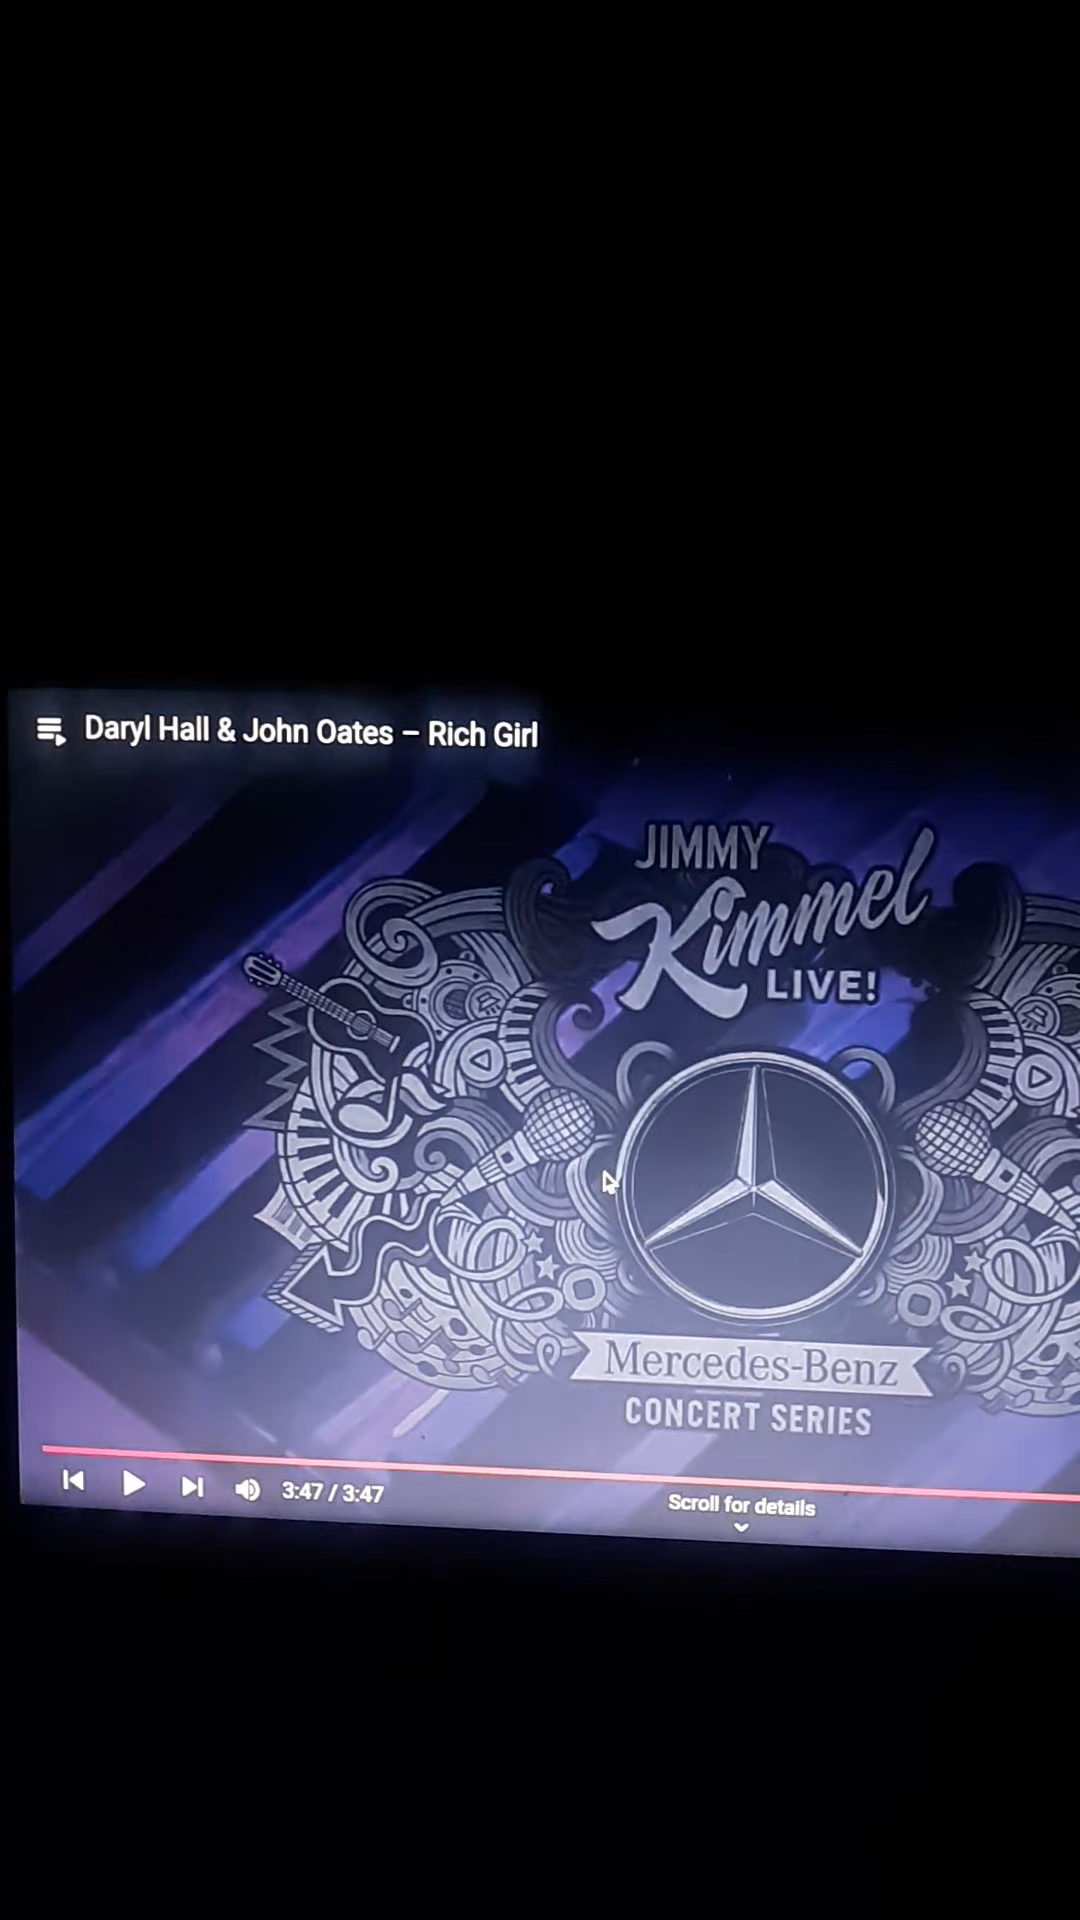 Daryl Hall & John Oates – Rich Girl
JIMMY
Kimmel
LIVE!
Mercedes-Benz
CONCERT SERIES
3:47 / 3:47
Scroll for details